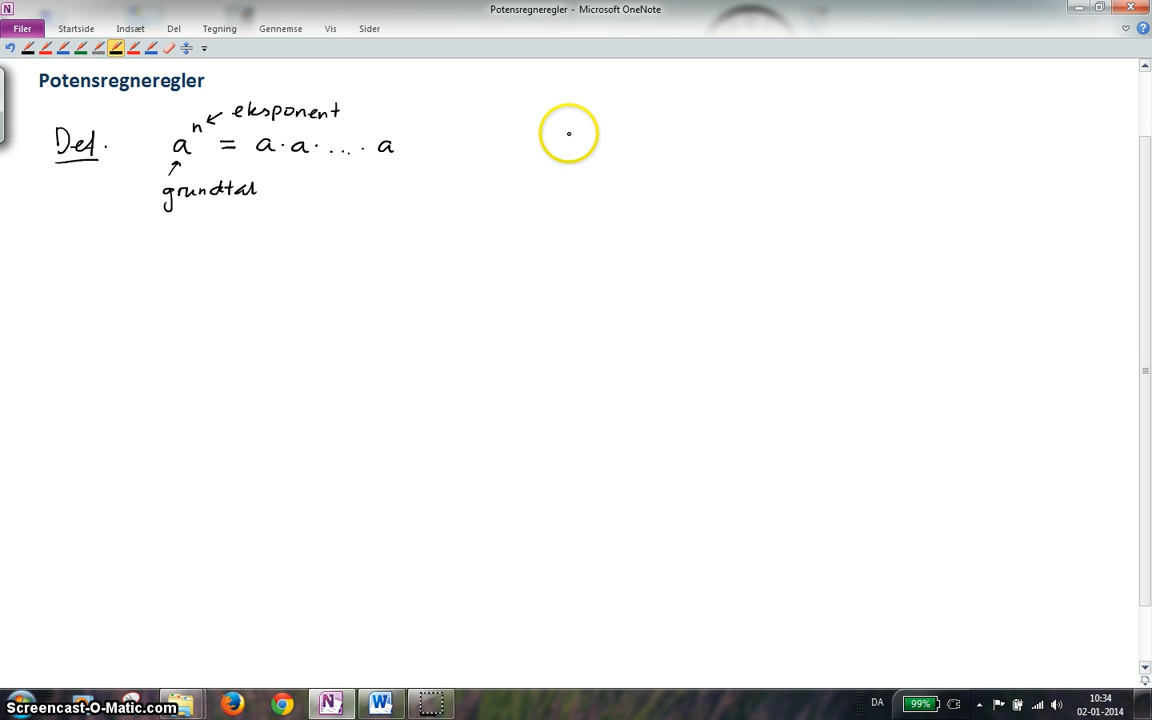 Potensregneregler - Microsoft OneNote
Filer Startside Indsæt Del Tegning Gennemse Vis Sider
Potensregneregler
eksponent
Def. aⁿ = a · a · ... · a
grundtal
DA 99% 10:34
02-01-2014
Screencast-O-Matic.com